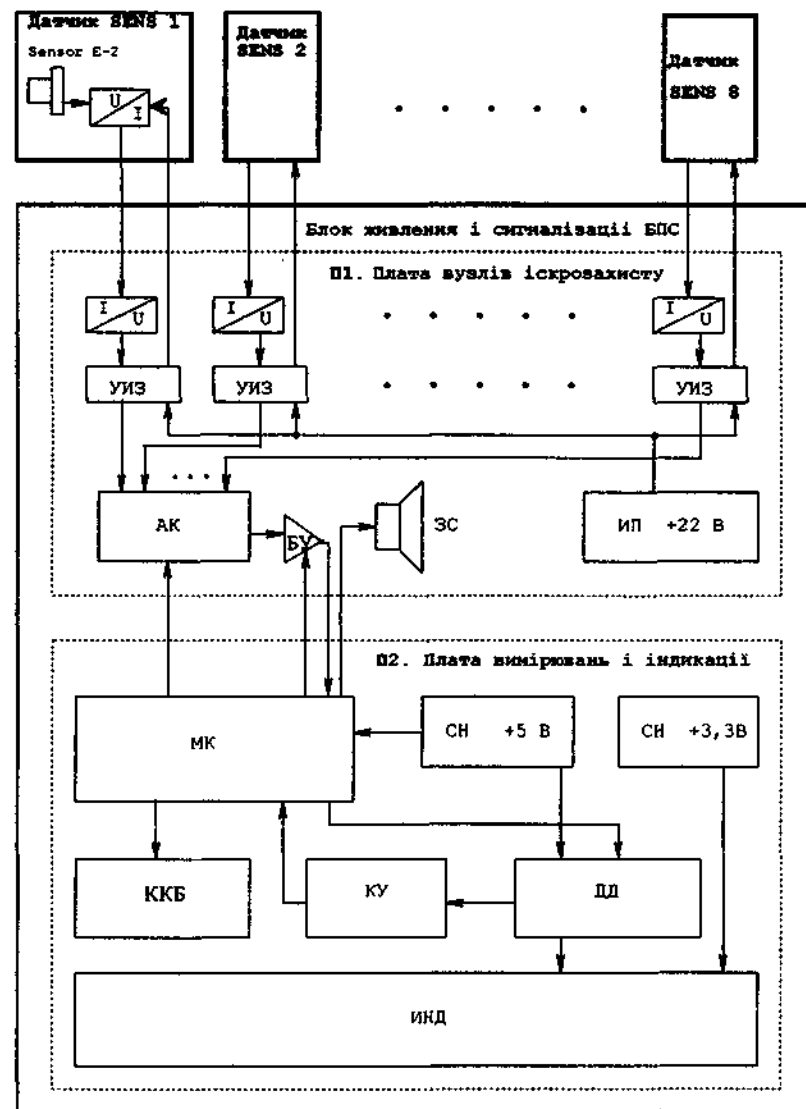 Датчик SENS 1
Sensor E-2
U
I
Датчик
SENS 2
Датчик
SENS 8
Блок живлення і сигналізації БПС
П1. Плата вузлів іскрозахисту
I
U
I
U
I
U
УИЗ
УИЗ
УИЗ
АК
БУ
ЗС
ИП +22 В
П2. Плата вимірювань і індикації
МК
СН +5 В
СН +3,3В
ККБ
КУ
ДД
ИНД